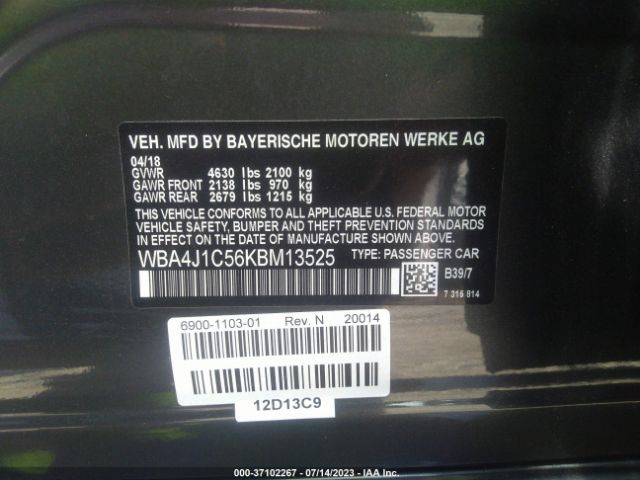 VEH. MFD BY BAYERISCHE MOTOREN WERKE AG
04/18
GVWR 4630 lbs 2100 kg
GAWR FRONT 2138 lbs 970 kg
GAWR REAR 2679 lbs 1215 kg
THIS VEHICLE CONFORMS TO ALL APPLICABLE U.S. FEDERAL MOTOR
VEHICLE SAFETY, BUMPER AND THEFT PREVENTION STANDARDS
IN EFFECT ON THE DATE OF MANUFACTURE SHOWN ABOVE.
WBA4J1C56KBM13525 TYPE: PASSENGER CAR
B39/7
7 316 814
6900-1103-01 Rev. N 20014
12D13C9
000-37102267 - 07/14/2023 - IAA Inc.